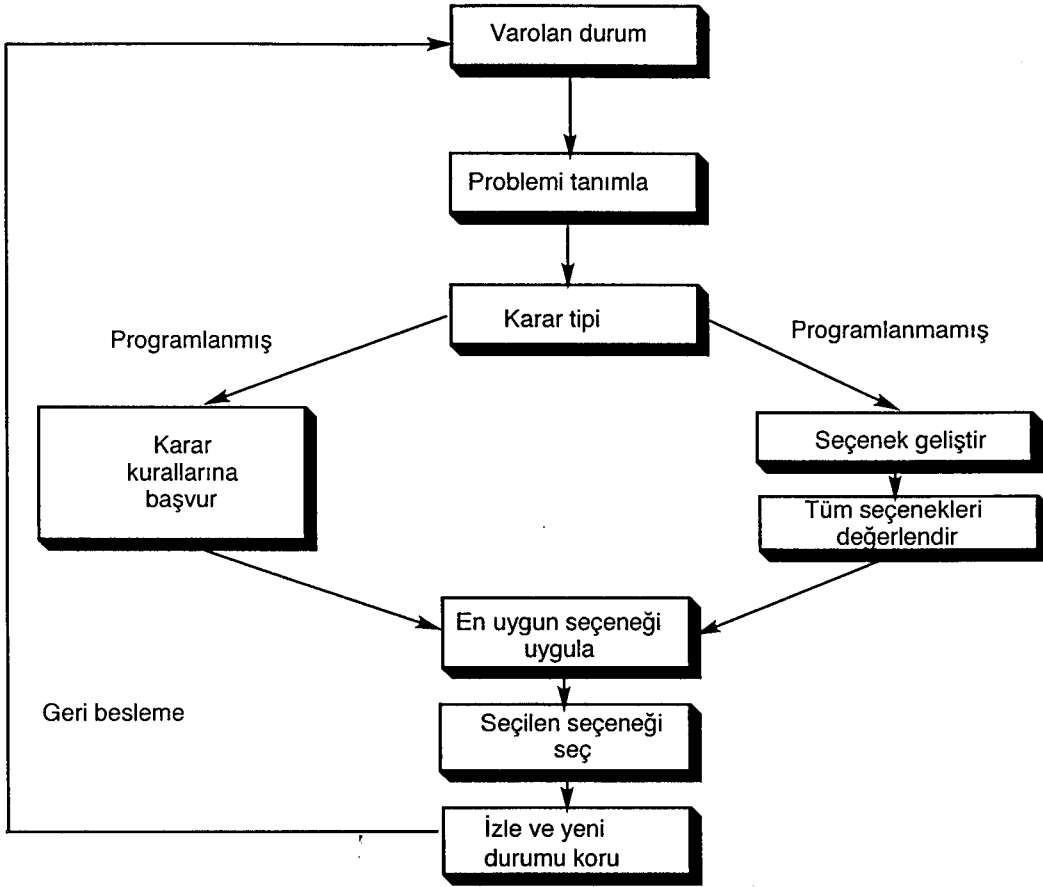 Varolan durum
Problemi tanımla
Karar tipi
Programlanmış
Programlanmamış
Karar
kurallarına
başvur
Seçenek geliştir
Tüm seçenekleri
değerlendir
En uygun seçeneği
uygula
Geri besleme
Seçilen seçeneği
seç
İzle ve yeni
durumu koru